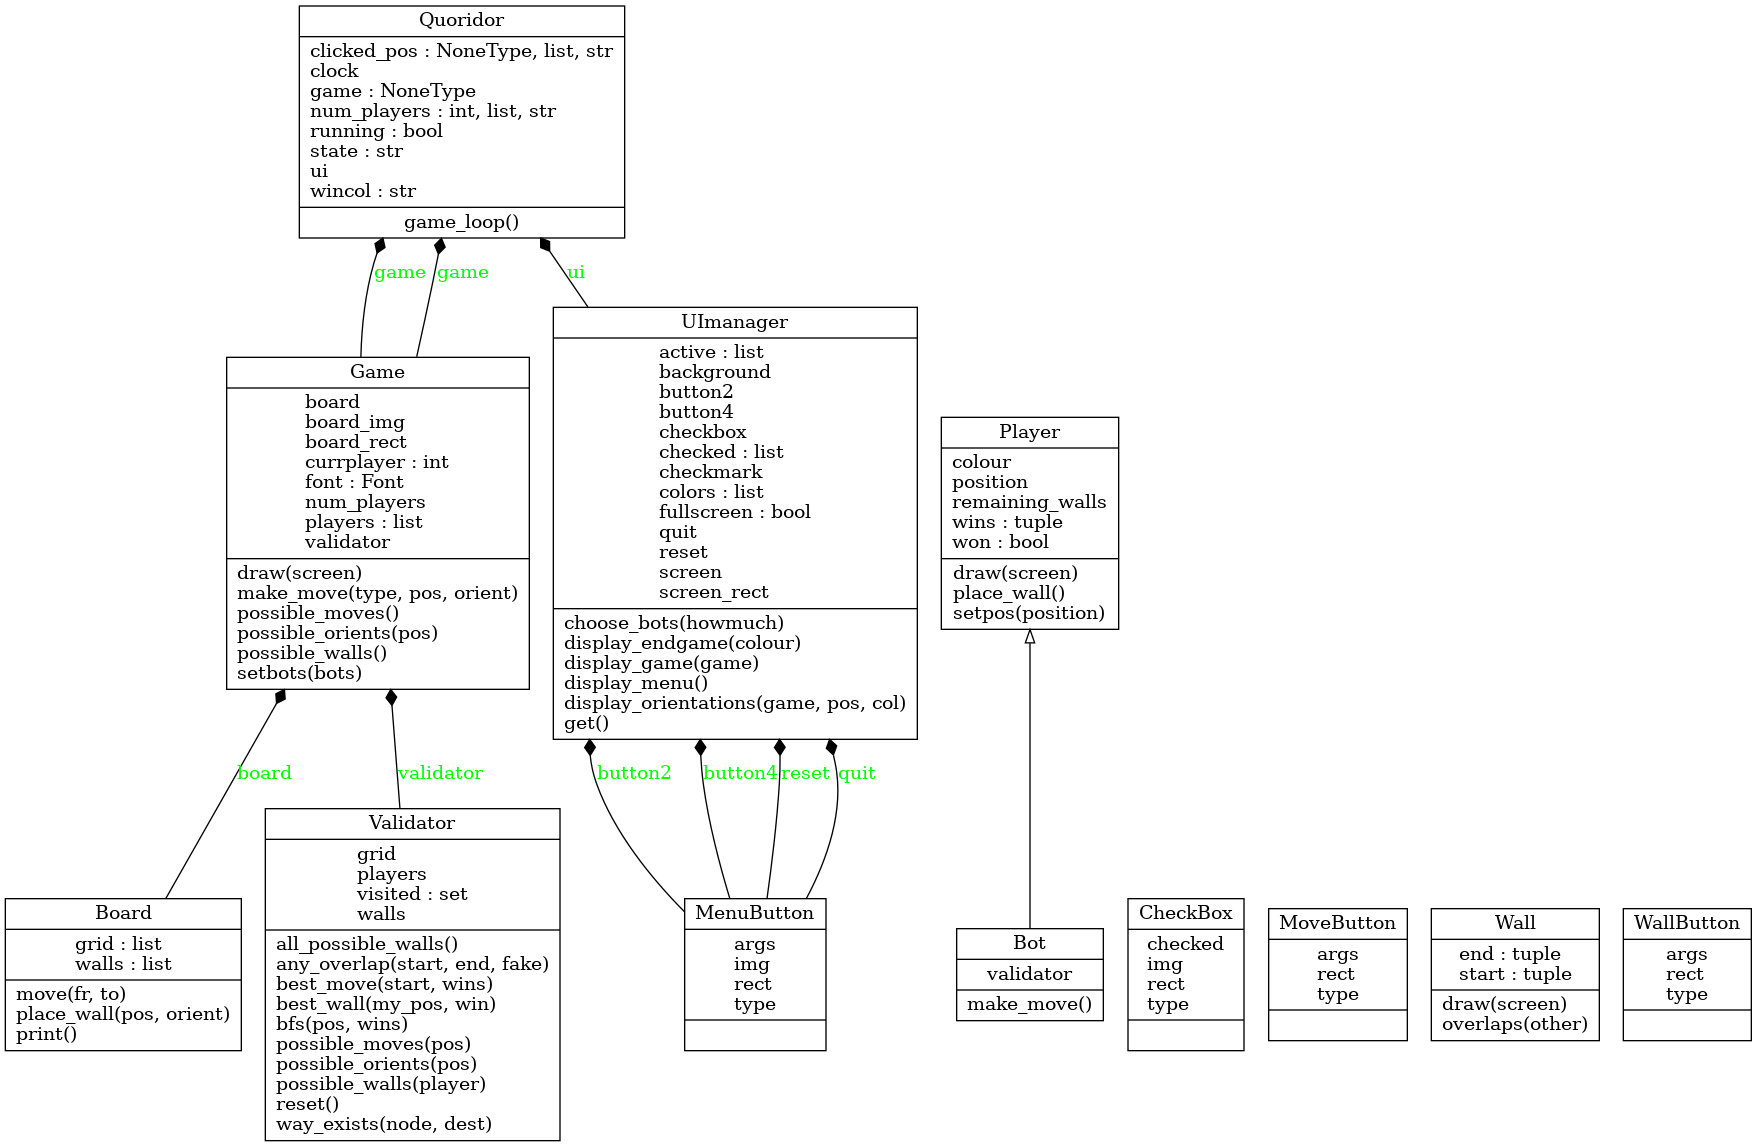 Quoridor
clicked_pos : NoneType, list, str
clock
game : NoneType
num_players : int, list, str
running : bool
state : str
ui
wincol : str
game_loop()
game
game
ui
Game
board
board_img
board_rect
currplayer : int
font : Font
num_players
players : list
validator
draw(screen)
make_move(type, pos, orient)
possible_moves()
possible_orients(pos)
possible_walls()
setbots(bots)
UImanager
active : list
background
button2
button4
checkbox
checked : list
checkmark
colors : list
fullscreen : bool
quit
reset
screen
screen_rect
choose_bots(howmuch)
display_endgame(colour)
display_game(game)
display_menu()
display_orientations(game, pos, col)
get()
Player
colour
position
remaining_walls
wins : tuple
won : bool
draw(screen)
place_wall()
setpos(position)
board
validator
button2
button4
reset
quit
Board
grid : list
walls : list
move(fr, to)
place_wall(pos, orient)
print()
Validator
grid
players
visited : set
walls
all_possible_walls()
any_overlap(start, end, fake)
best_move(start, wins)
best_wall(my_pos, win)
bfs(pos, wins)
possible_moves(pos)
possible_orients(pos)
possible_walls(player)
reset()
way_exists(node, dest)
MenuButton
args
img
rect
type
Bot
validator
make_move()
CheckBox
checked
img
rect
type
MoveButton
args
rect
type
Wall
end : tuple
start : tuple
draw(screen)
overlaps(other)
WallButton
args
rect
type